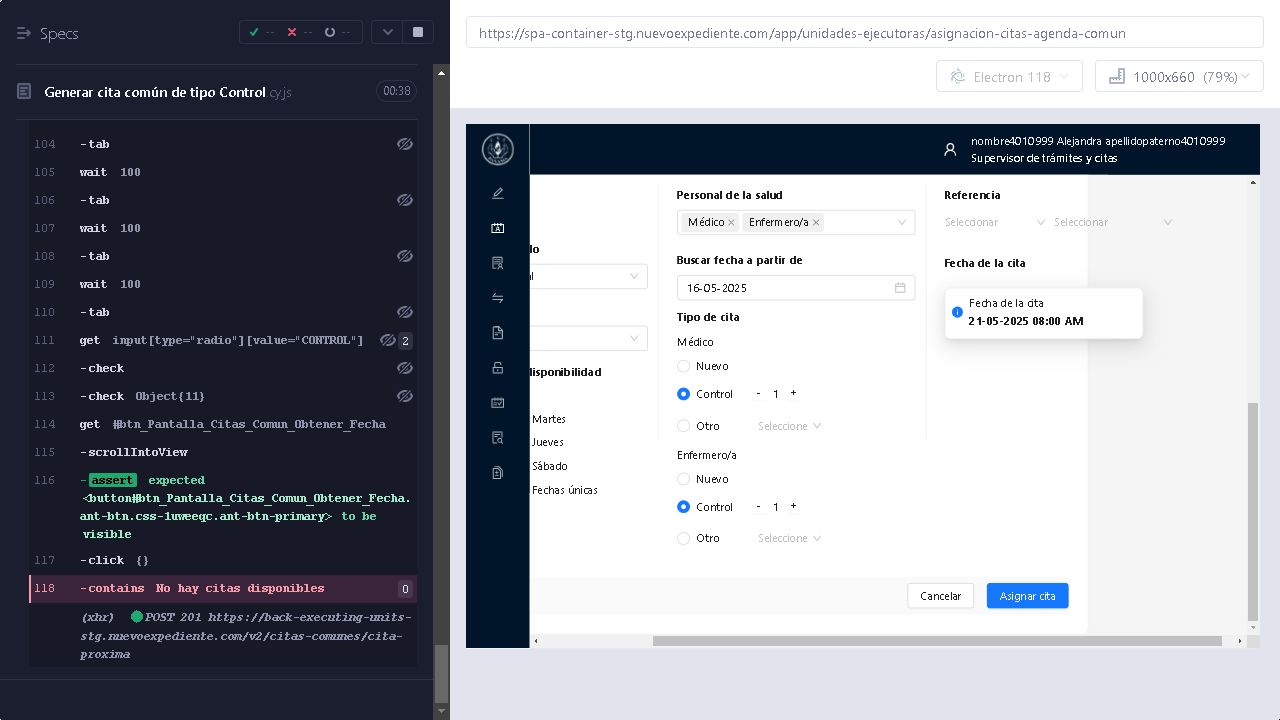 Specs
--
--
--
Generar cita común de tipo Control.cy.js
00:38
104 -tab
105 wait 100
106 -tab
107 wait 100
108 -tab
109 wait 100
110 -tab
111 get input[type="radio"][value="CONTROL"] 2
112 -check
113 -check Object{11}
114 get #btn_Pantalla_Citas_Comun_Obtener_Fecha
115 -scrollIntoView
116 -assert expected
<button#btn_Pantalla_Citas_Comun_Obtener_Fecha.
ant-btn.css-1uweeqc.ant-btn-primary> to be
visible
117 -click {}
118 -contains No hay citas disponibles 0
(xhr) POST 201 https://back-executing-units-
stg.nuevoexpediente.com/v2/citas-comunes/cita-
proxima
https://spa-container-stg.nuevoexpediente.com/app/unidades-ejecutoras/asignacion-citas-agenda-comun
Electron 118
1000x660 (79%)
nombre4010999 Alejandra apellidopaterno4010999
Supervisor de trámites y citas
lo
al
disponibilidad
Martes
Jueves
Sábado
Fechas únicas
Personal de la salud
Médico Enfermero/a
Buscar fecha a partir de
16-05-2025
Tipo de cita
Médico
Nuevo
Control - 1 +
Otro Seleccione
Enfermero/a
Nuevo
Control - 1 +
Otro Seleccione
Referencia
Seleccionar Seleccionar
Fecha de la cita
Fecha de la cita
21-05-2025 08:00 AM
Cancelar Asignar cita